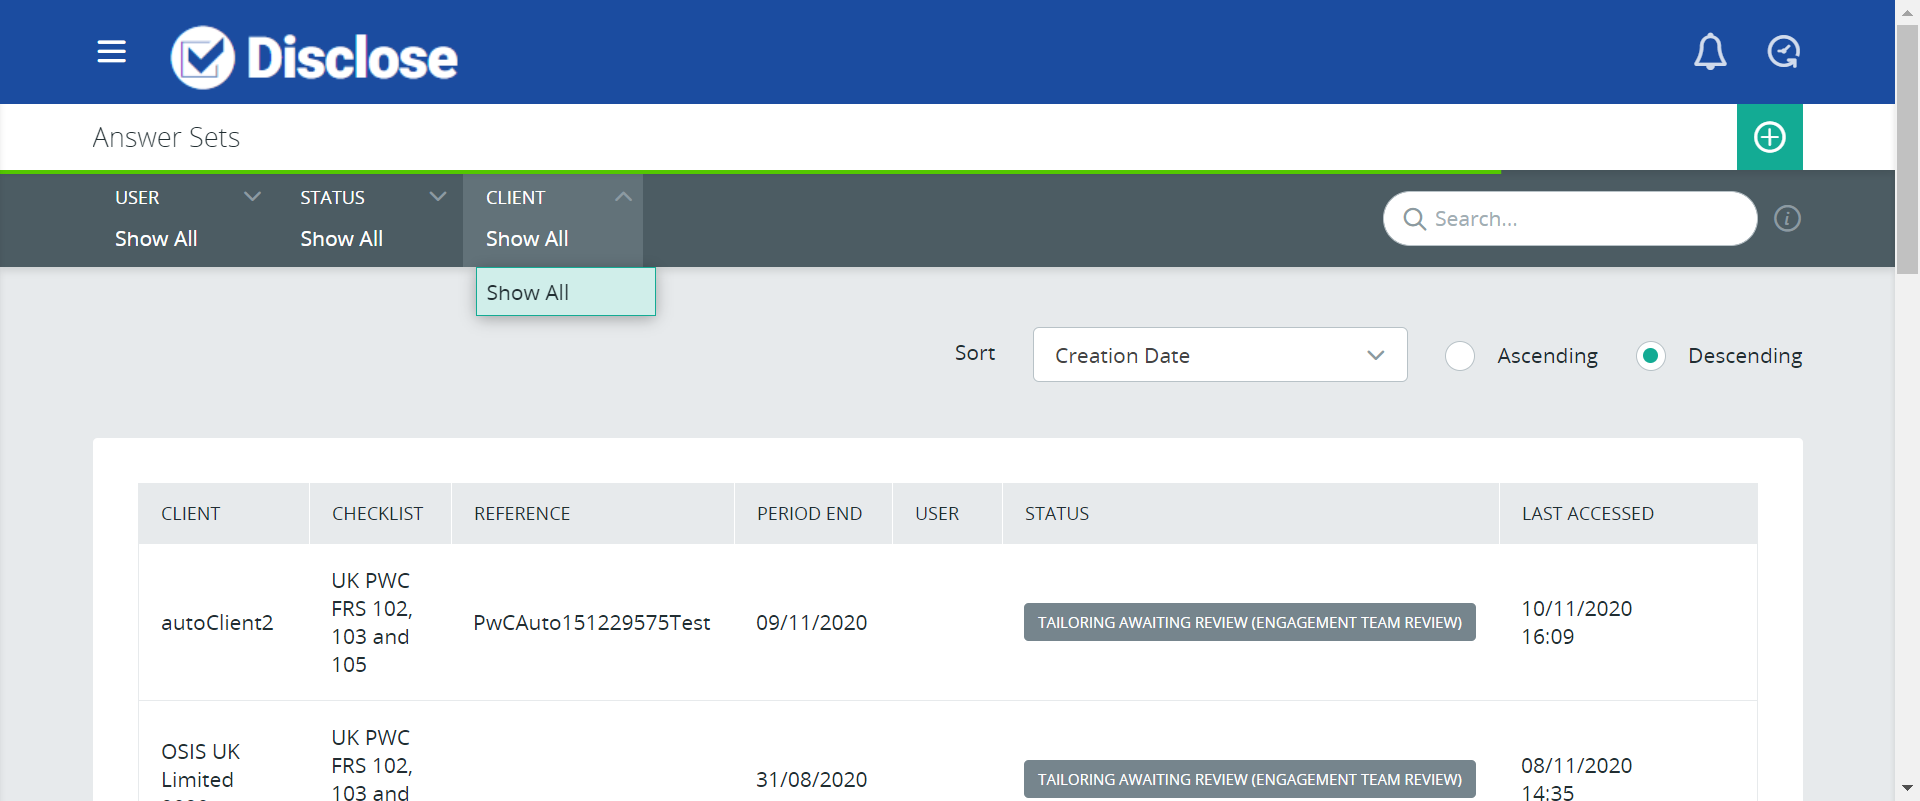 Disclose
Answer Sets
USER
Show All
STATUS
Show All
CLIENT
Show All
Search...
i
Show All
Sort
Creation Date
Ascending
Descending
CLIENT CHECKLIST REFERENCE PERIOD END USER STATUS LAST ACCESSED
autoClient2
UK PWC
FRS 102,
103 and
105
PwCAuto151229575Test
09/11/2020
TAILORING AWAITING REVIEW (ENGAGEMENT TEAM REVIEW)
10/11/2020
16:09
OSIS UK
Limited
UK PWC
FRS 102,
103 and
31/08/2020
TAILORING AWAITING REVIEW (ENGAGEMENT TEAM REVIEW)
08/11/2020
14:35